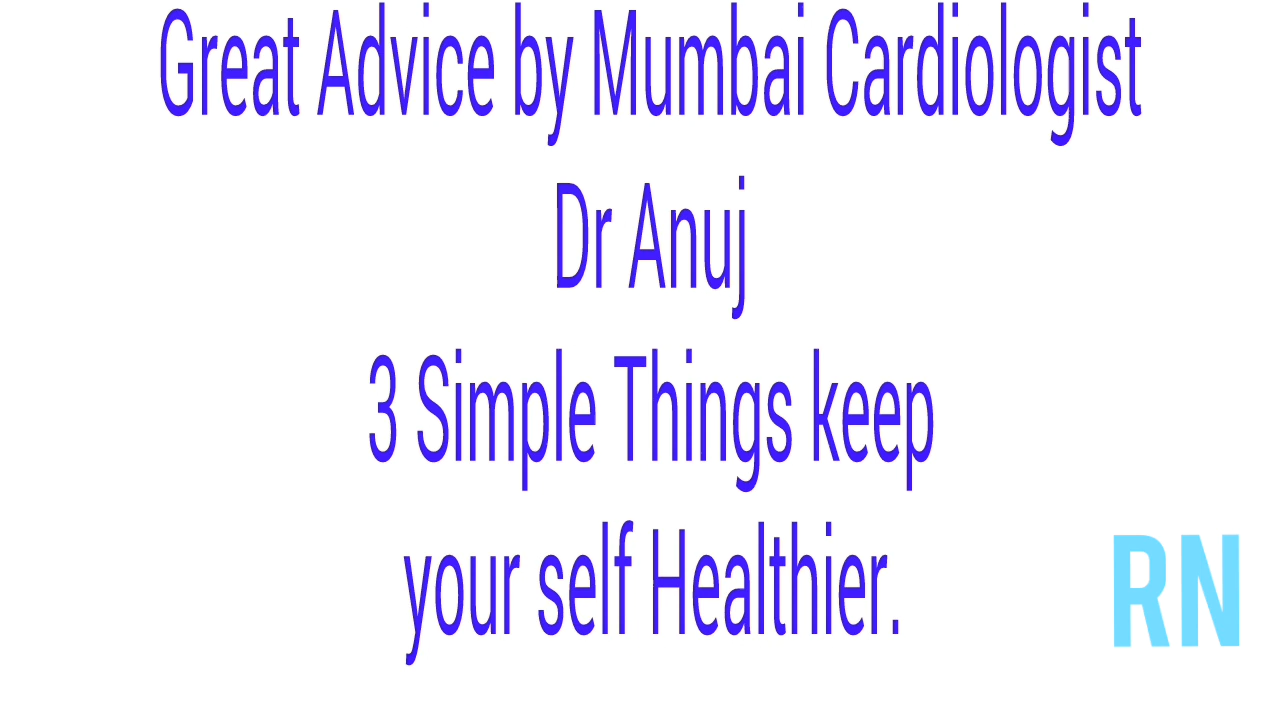 Great Advice by Mumbai Cardiologist
Dr Anuj
3 Simple Things keep
your self Healthier.
RN